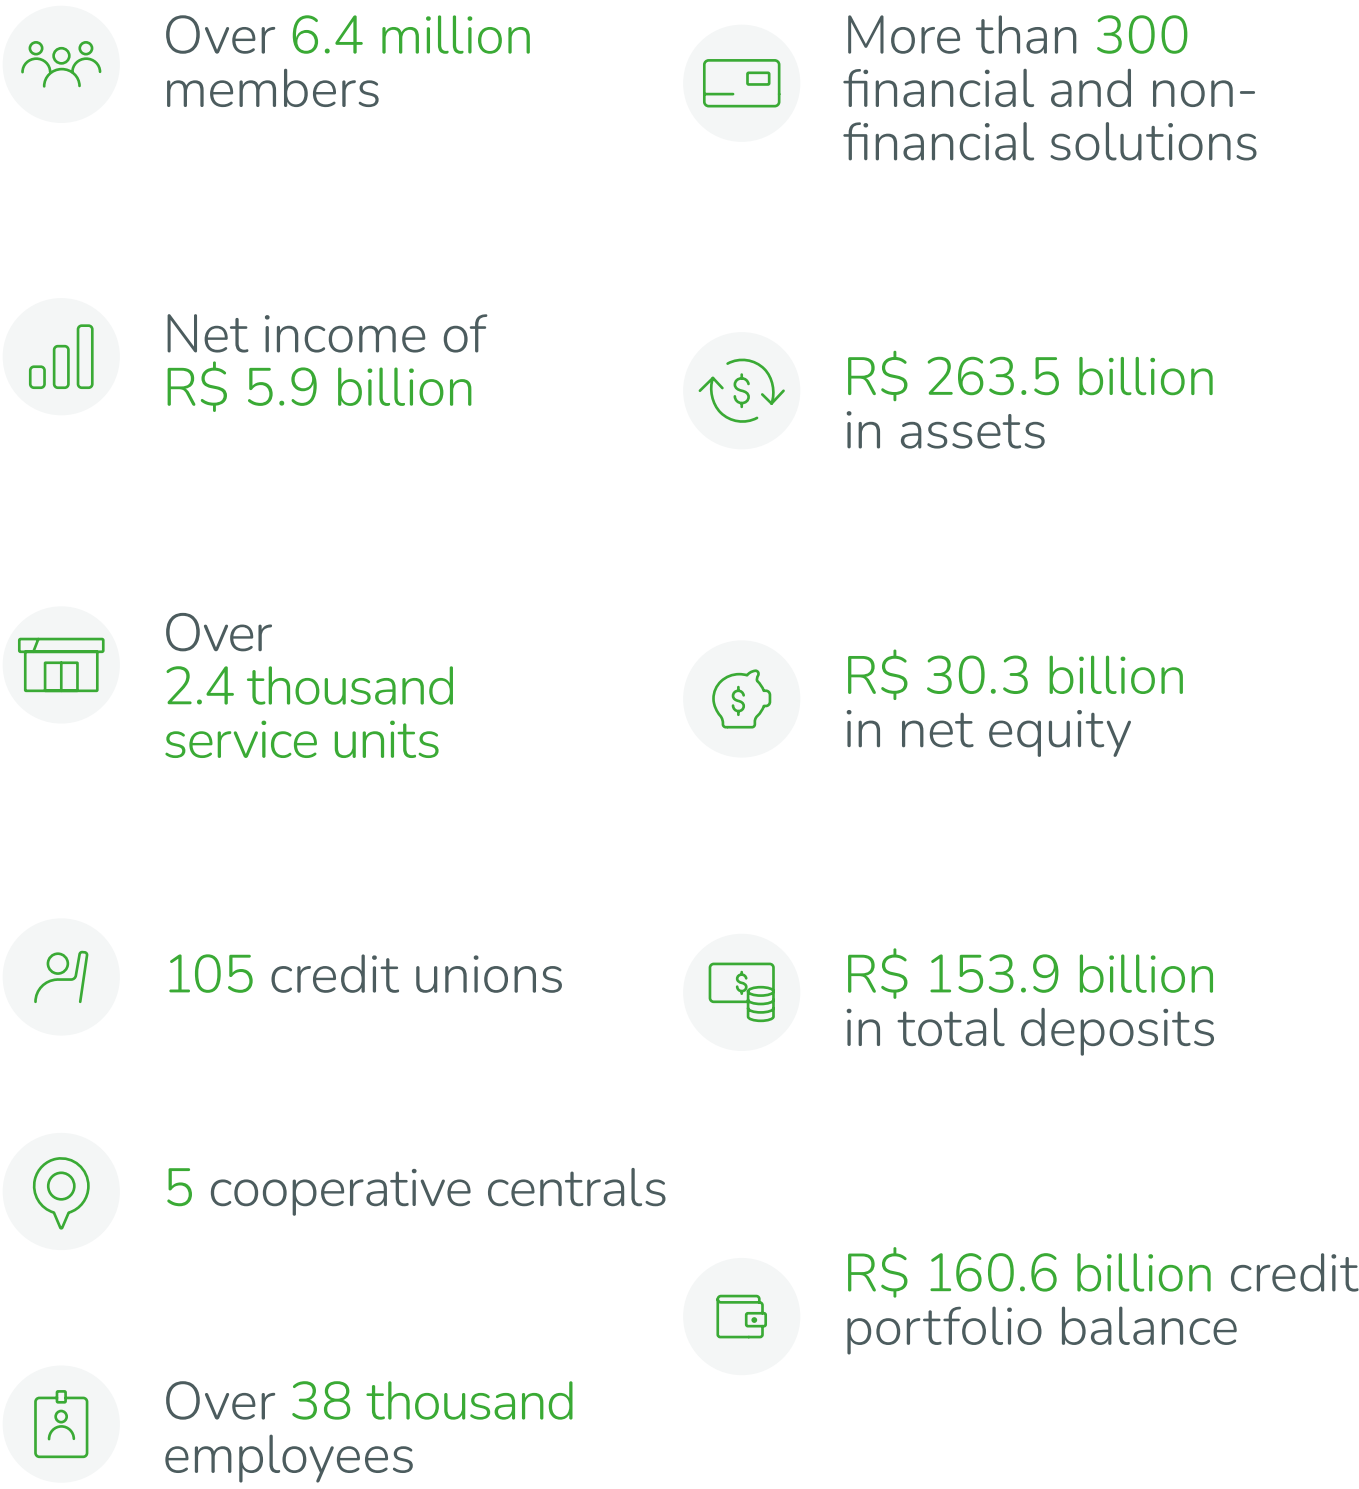 Over 6.4 million
members
Net income of
R$ 5.9 billion
Over
2.4 thousand
service units
105 credit unions
5 cooperative centrals
Over 38 thousand
employees
More than 300
financial and non-
financial solutions
R$ 263.5 billion
in assets
R$ 30.3 billion
in net equity
R$ 153.9 billion
in total deposits
R$ 160.6 billion credit
portfolio balance